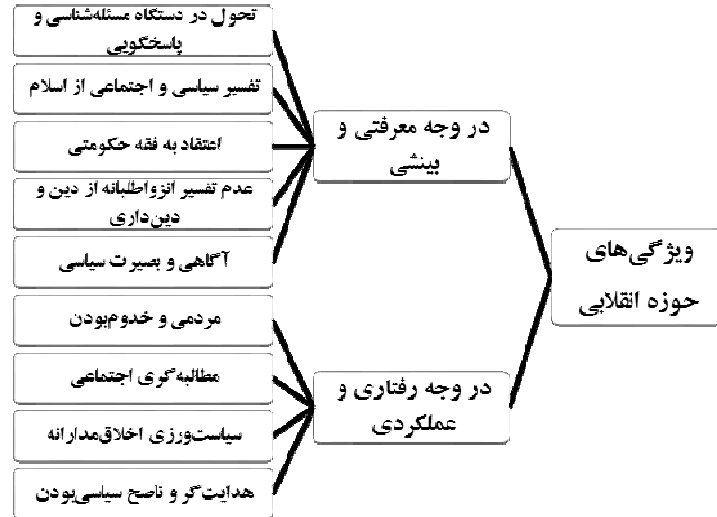 ویژگی‌های
حوزه انقلابی
در وجه معرفتی و
بینشی
تحول در دستگاه مسئله‌شناسی و
پاسخگویی
تفسیر سیاسی و اجتماعی از اسلام
اعتقاد به فقه حکومتی
عدم تفسیر انزواطلبانه از دین و
دین‌داری
آگاهی و بصیرت سیاسی
در وجه رفتاری و
عملکردی
مردمی و خدوم‌بودن
مطالبه‌گری اجتماعی
سیاست‌ورزی اخلاق‌مدارانه
هدایت‌گر و ناصح سیاسی‌بودن